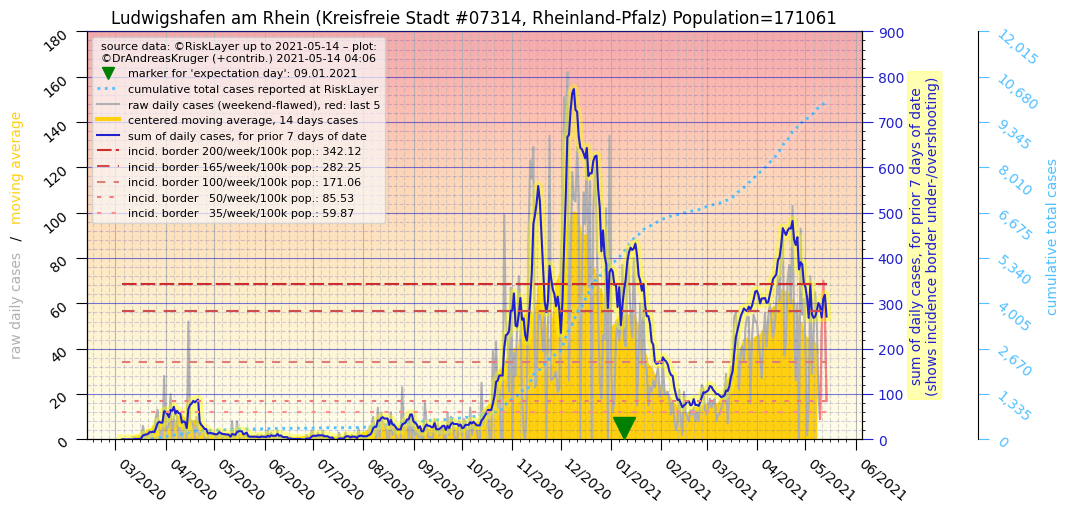 Ludwigshafen am Rhein (Kreisfreie Stadt #07314, Rheinland-Pfalz) Population=171061
source data: ©RiskLayer up to 2021-05-14 – plot:
©DrAndreasKruger (+contrib.) 2021-05-14 04:06
marker for 'expectation day': 09.01.2021
cumulative total cases reported at RiskLayer
raw daily cases (weekend-flawed), red: last 5
centered moving average, 14 days cases
sum of daily cases, for prior 7 days of date
incid. border 200/week/100k pop.: 342.12
incid. border 165/week/100k pop.: 282.25
incid. border 100/week/100k pop.: 171.06
incid. border   50/week/100k pop.: 85.53
incid. border   35/week/100k pop.: 59.87
raw daily cases / moving average
180
160
140
120
100
80
60
40
20
0
03/2020
04/2020
05/2020
06/2020
07/2020
08/2020
09/2020
10/2020
11/2020
12/2020
01/2021
02/2021
03/2021
04/2021
05/2021
06/2021
900
800
700
600
500
400
300
200
100
0
sum of daily cases, for prior 7 days of date
(shows incidence border under-/overshooting)
12,015
10,680
9,345
8,010
6,675
5,340
4,005
2,670
1,335
0
cumulative total cases